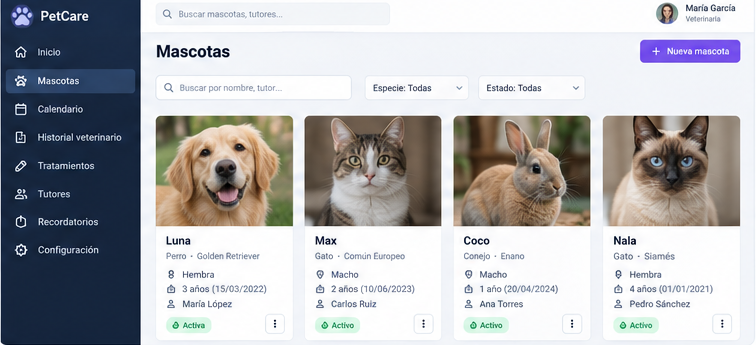 PetCare
Inicio
Mascotas
Calendario
Historial veterinario
Tratamientos
Tutores
Recordatorios
Configuración
Buscar mascotas, tutores...
María García
Veterinaria
Mascotas
Nueva mascota
Buscar por nombre, tutor...
Especie: Todas
Estado: Todas
Luna
Perro • Golden Retriever
Hembra
3 años (15/03/2022)
María López
Activa
Max
Gato • Común Europeo
Macho
2 años (10/06/2023)
Carlos Ruiz
Activo
Coco
Conejo • Enano
Macho
1 año (20/04/2024)
Ana Torres
Activo
Nala
Gato • Siamés
Hembra
4 años (01/01/2021)
Pedro Sánchez
Activo